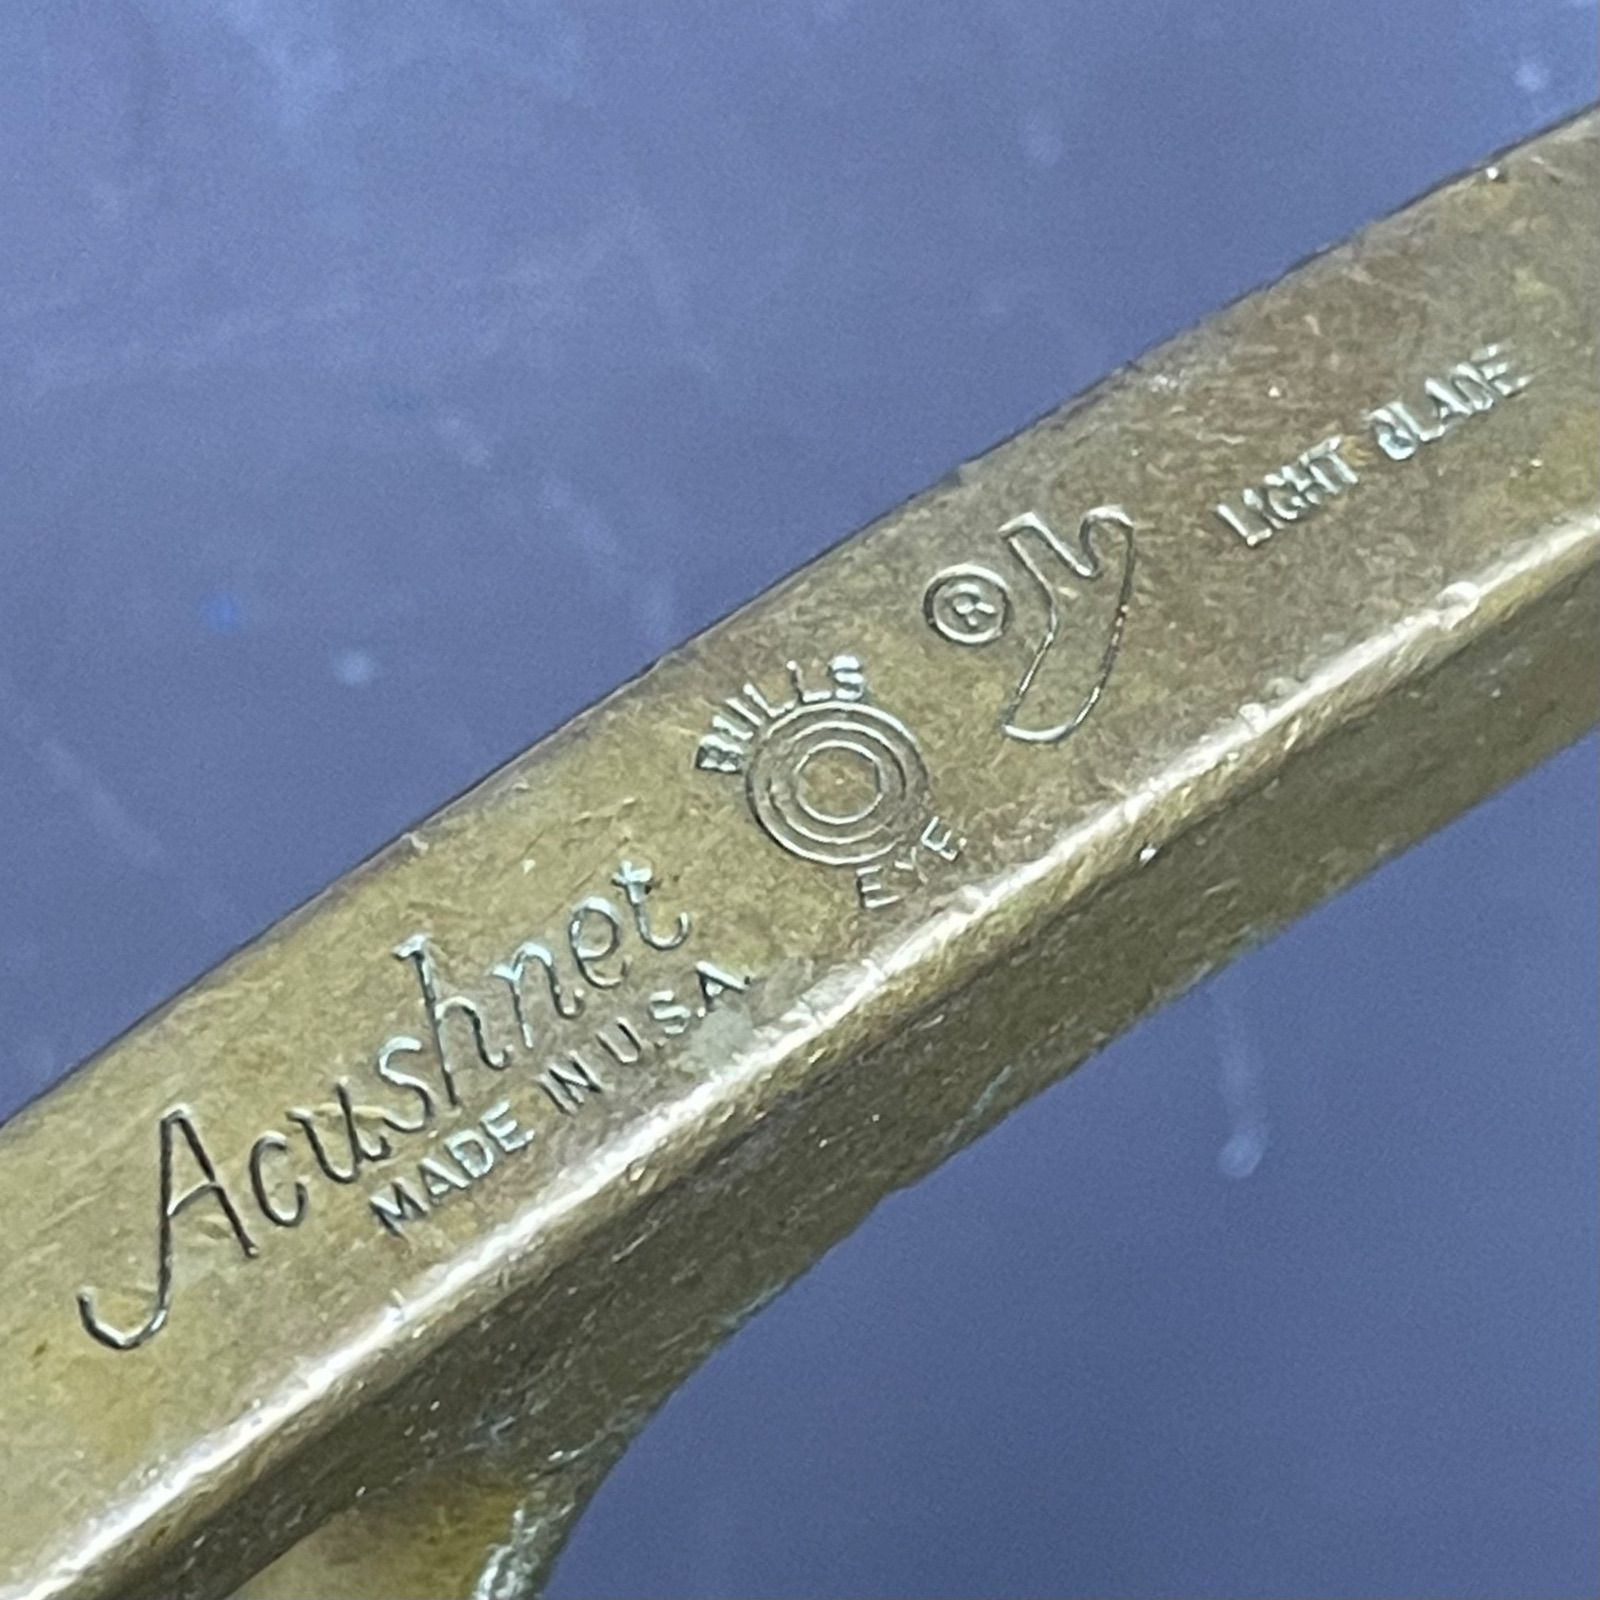 Acushnet
MADE IN U.S.A.
BULLS
EYE
®
LIGHT BLADE